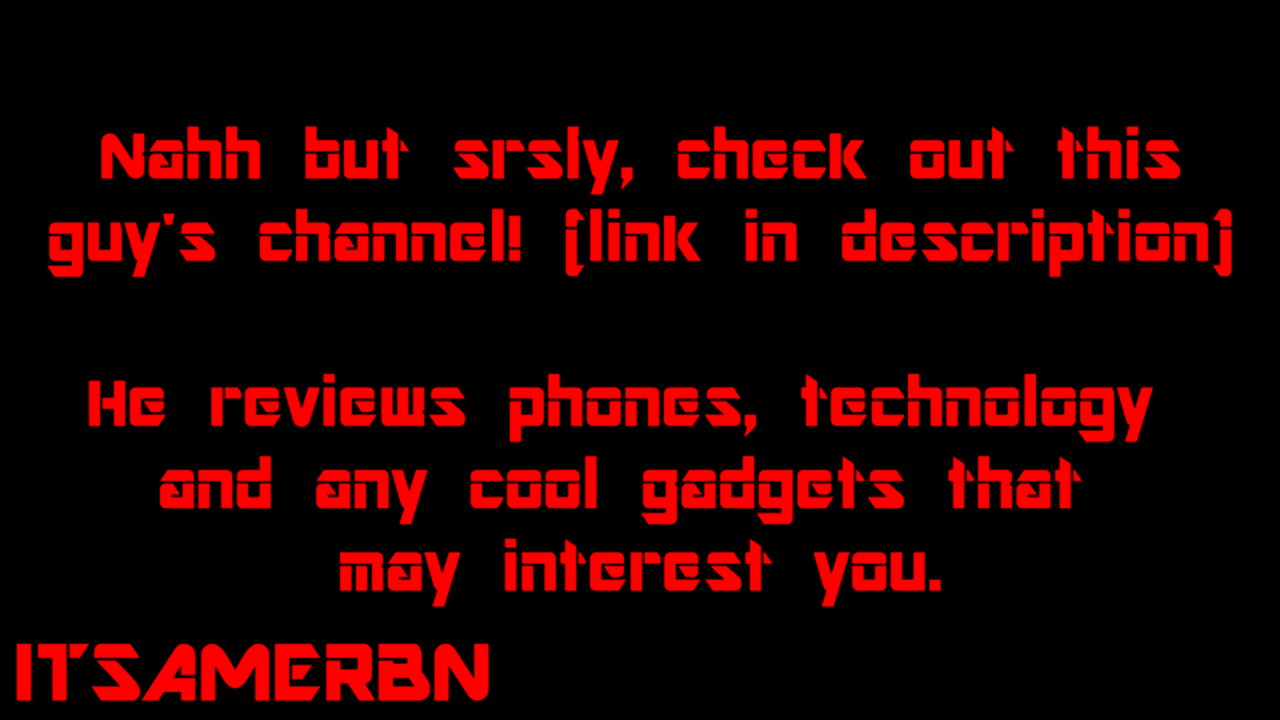 Nahh but srsly, check out this
guy's channel! (link in description)
He reviews phones, technology
and any cool gadgets that
may interest you.
ITSAMERBN